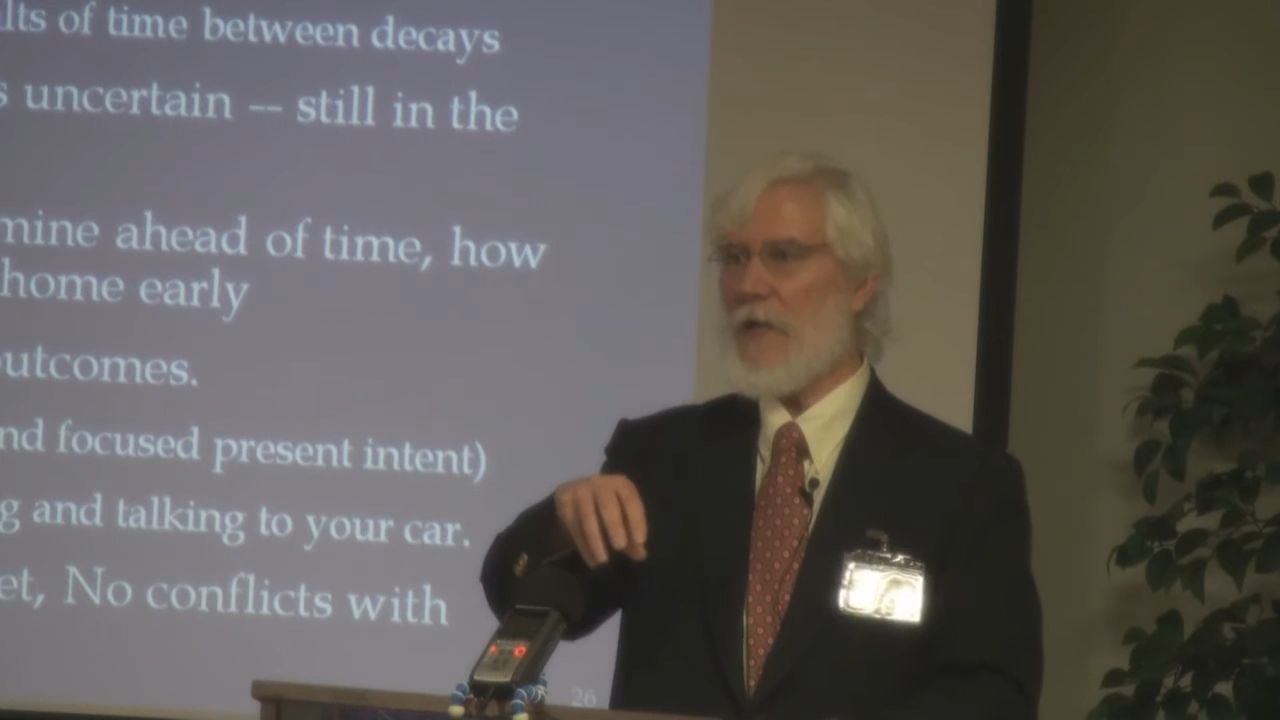 lts of time between decays
s uncertain -- still in the
mine ahead of time, how
home early
outcomes.
nd focused present intent)
g and talking to your car.
et, No conflicts with
26